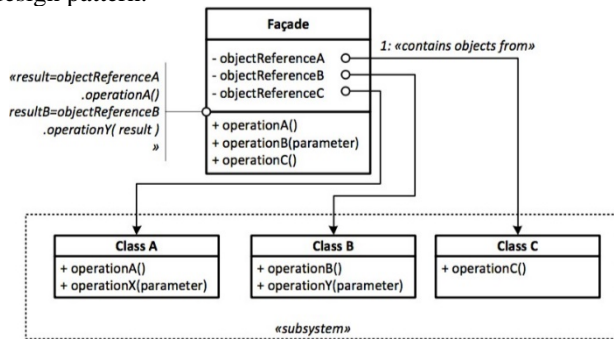 design pattern.
Façade
- objectReferenceA
- objectReferenceB
- objectReferenceC
+ operationA()
+ operationB(parameter)
+ operationC()
1: «contains objects from»
«result=objectReferenceA
.operationA()
resultB=objectReferenceB
.operationY( result )
»
Class A
+ operationA()
+ operationX(parameter)
Class B
+ operationB()
+ operationY(parameter)
Class C
+ operationC()
«subsystem»